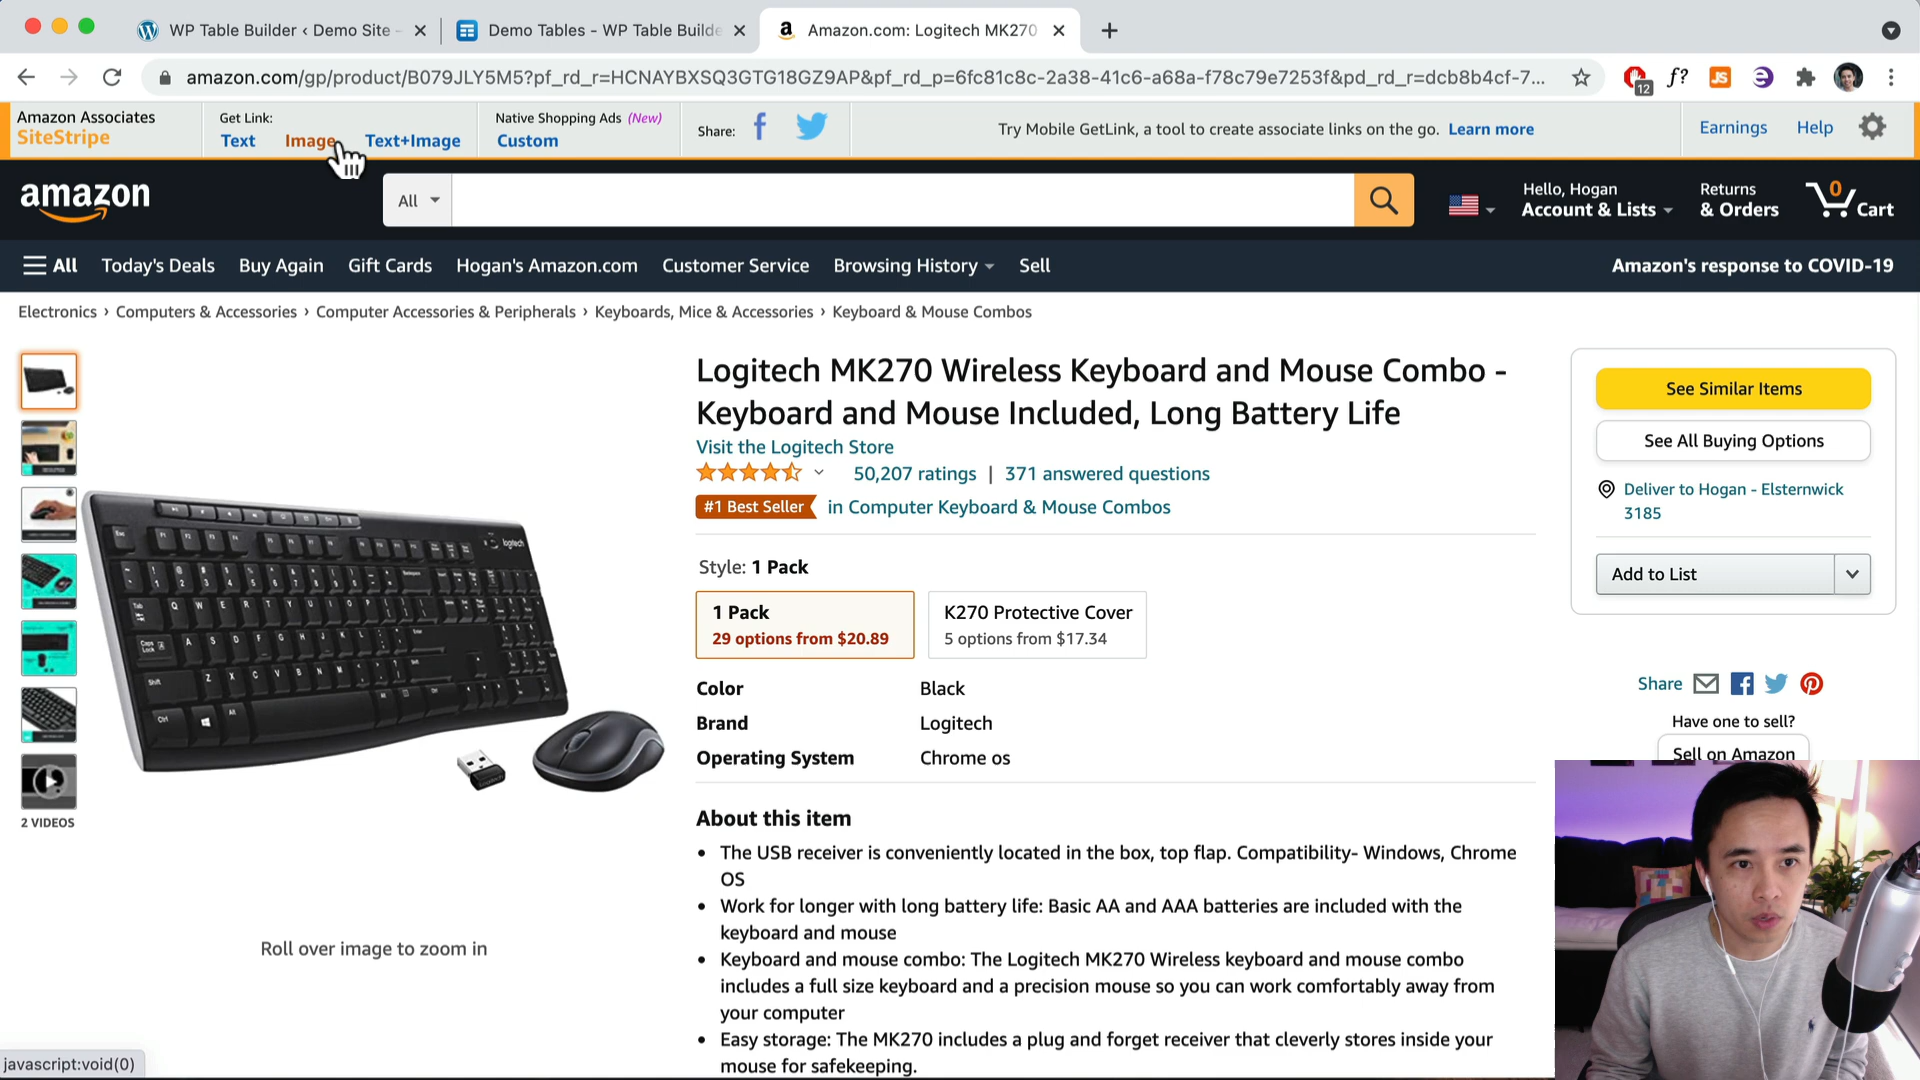 WP Table Builder ‹ Demo Site -
Demo Tables - WP Table Builde
Amazon.com: Logitech MK270
amazon.com/gp/product/B079JLY5M5?pf_rd_r=HCNAYBXSQ3GTG18GZ9AP&pf_rd_p=6fc81c8c-2a38-41c6-a68a-f78c79e7253f&pd_rd_r=dcb8b4cf-7...
12
f?
JS
Amazon Associates
SiteStripe
Get Link:
Text Image Text+Image
Native Shopping Ads (New)
Custom
Share:
Try Mobile GetLink, a tool to create associate links on the go. Learn more
Earnings Help
amazon
All
Hello, Hogan
Account & Lists
Returns
& Orders
0
Cart
All Today's Deals Buy Again Gift Cards Hogan's Amazon.com Customer Service Browsing History Sell
Amazon's response to COVID-19
Electronics › Computers & Accessories › Computer Accessories & Peripherals › Keyboards, Mice & Accessories › Keyboard & Mouse Combos
2 VIDEOS
logitech
Roll over image to zoom in
Logitech MK270 Wireless Keyboard and Mouse Combo -
Keyboard and Mouse Included, Long Battery Life
Visit the Logitech Store
50,207 ratings | 371 answered questions
#1 Best Seller in Computer Keyboard & Mouse Combos
Style: 1 Pack
1 Pack
29 options from $20.89
K270 Protective Cover
5 options from $17.34
Color Black
Brand Logitech
Operating System Chrome os
About this item
• The USB receiver is conveniently located in the box, top flap. Compatibility- Windows, Chrome
OS
• Work for longer with long battery life: Basic AA and AAA batteries are included with the
keyboard and mouse
• Keyboard and mouse combo: The Logitech MK270 Wireless keyboard and mouse combo
includes a full size keyboard and a precision mouse so you can work comfortably away from
your computer
• Easy storage: The MK270 includes a plug and forget receiver that cleverly stores inside your
mouse for safekeeping.
See Similar Items
See All Buying Options
Deliver to Hogan - Elsternwick
3185
Add to List
Share
Have one to sell?
Sell on Amazon
javascript:void(0)